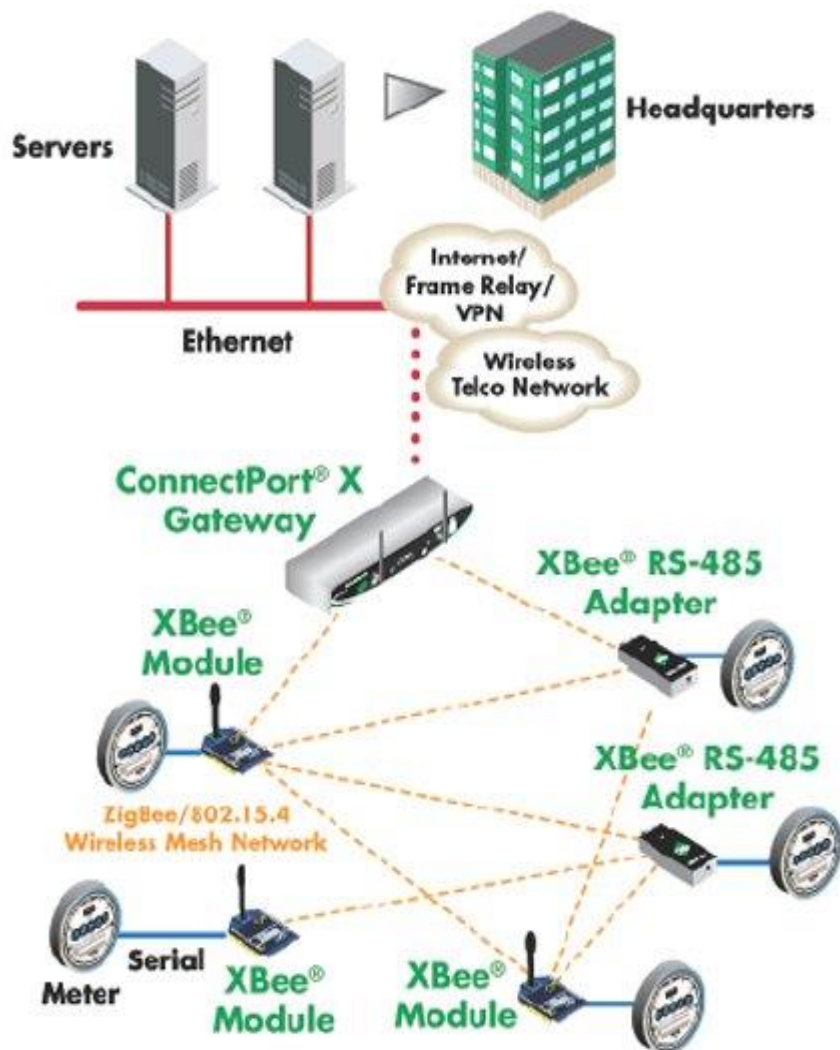 Servers
Headquarters
Internet/
Frame Relay/
VPN
Ethernet
Wireless
Telco Network
ConnectPort® X
Gateway
XBee® RS-485
Adapter
XBee®
Module
XBee® RS-485
Adapter
ZigBee/802.15.4
Wireless Mesh Network
Serial
Meter
XBee®
Module
XBee®
Module